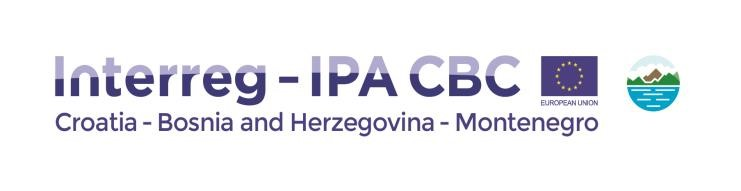 Interreg - IPA CBC
EUROPEAN UNION
Croatia - Bosnia and Herzegovina - Montenegro